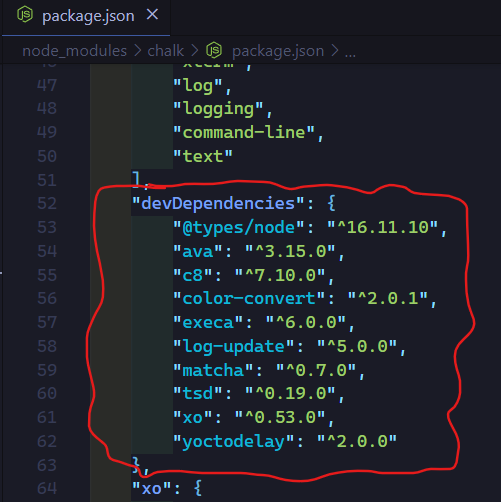 package.json ×
node_modules > chalk > package.json > ...
46 "xterm",
47 "log",
48 "logging",
49 "command-line",
50 "text"
51 ],
52 "devDependencies": {
53 "@types/node": "^16.11.10",
54 "ava": "^3.15.0",
55 "c8": "^7.10.0",
56 "color-convert": "^2.0.1",
57 "execa": "^6.0.0",
58 "log-update": "^5.0.0",
59 "matcha": "^0.7.0",
60 "tsd": "^0.19.0",
61 "xo": "^0.53.0",
62 "yoctodelay": "^2.0.0"
63 },
64 "xo": {